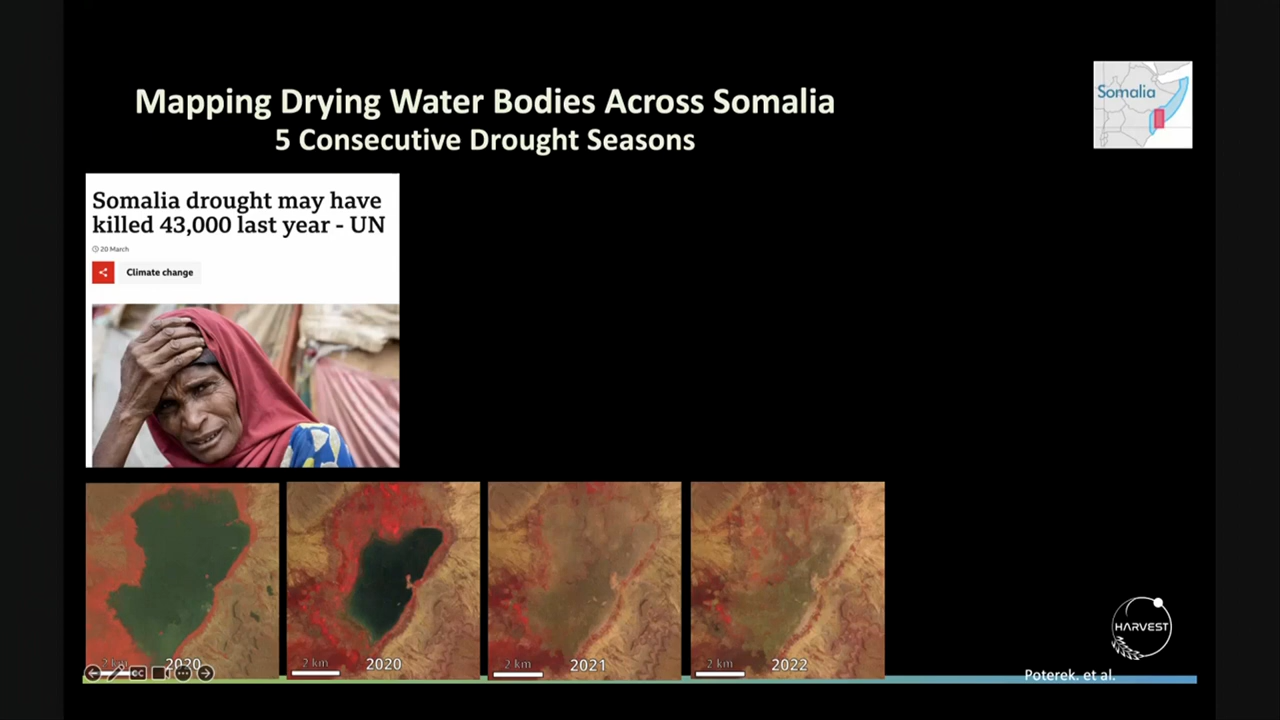 Mapping Drying Water Bodies Across Somalia
5 Consecutive Drought Seasons
Somalia
Somalia drought may have
killed 43,000 last year - UN
20 March
Climate change
2 km
2020
2 km
2020
2 km
2021
2 km
2022
CC
HARVEST
Poterek. et al.